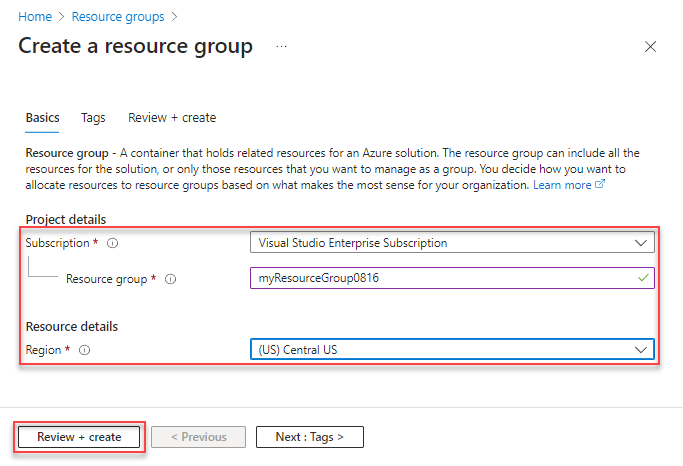 Home > Resource groups >
Create a resource group ...
Basics Tags Review + create
Resource group - A container that holds related resources for an Azure solution. The resource group can include all the
resources for the solution, or only those resources that you want to manage as a group. You decide how you want to
allocate resources to resource groups based on what makes the most sense for your organization. Learn more
Project details
Subscription * Visual Studio Enterprise Subscription
Resource group * myResourceGroup0816
Resource details
Region * (US) Central US
Review + create < Previous Next : Tags >